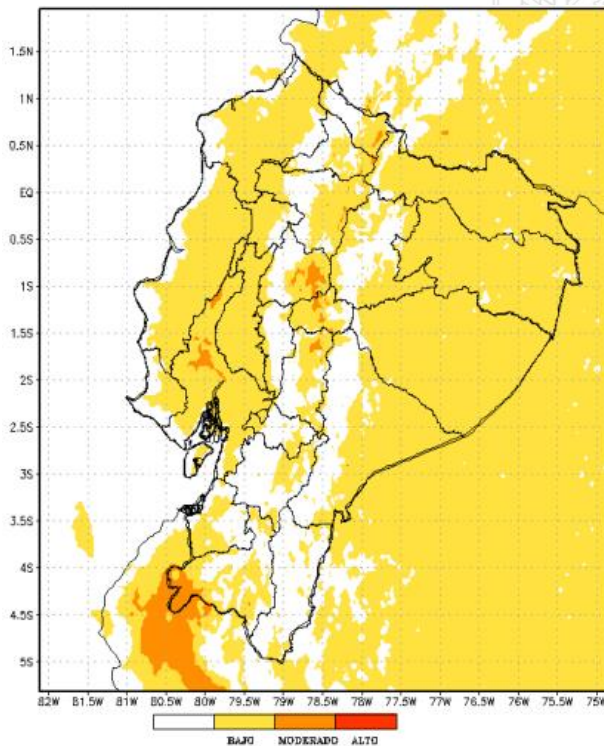 1.5N
1N
0.5N
EQ
0.5S
1S
1.5S
2S
2.5S
3S
3.5S
4S
4.5S
5S
82W 81.5W 81W 80.5W 80W 79.5W 79W 78.5W 78W 77.5W 77W 76.5W 76W 75.5W 75W
BAJO MODERADO ALTO